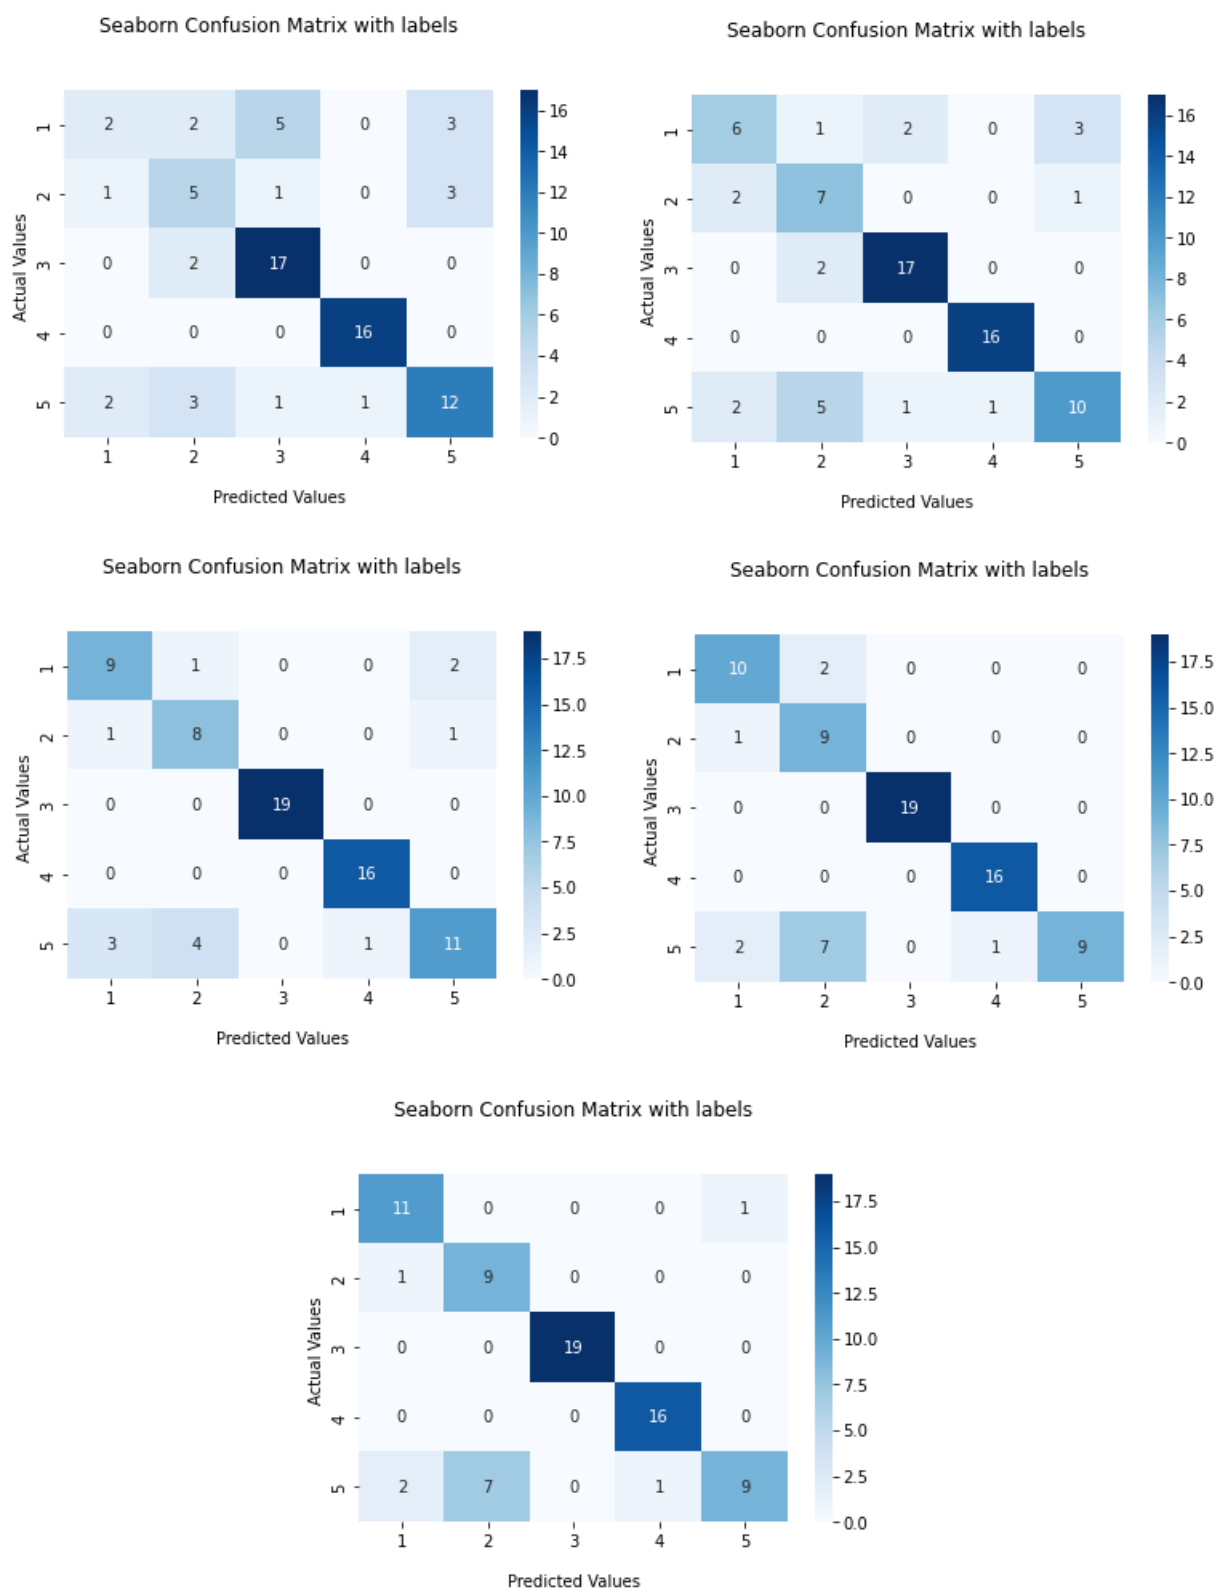 Seaborn Confusion Matrix with labels
Actual Values
1 2 2 5 0 3
2 1 5 1 0 3
3 0 2 17 0 0
4 0 0 0 16 0
5 2 3 1 1 12
1 2 3 4 5
Predicted Values
16
14
12
10
8
6
4
2
0
Seaborn Confusion Matrix with labels
Actual Values
1 6 1 2 0 3
2 2 7 0 0 1
3 0 2 17 0 0
4 0 0 0 16 0
5 2 5 1 1 10
1 2 3 4 5
Predicted Values
16
14
12
10
8
6
4
2
0
Seaborn Confusion Matrix with labels
Actual Values
1 9 1 0 0 2
2 1 8 0 0 1
3 0 0 19 0 0
4 0 0 0 16 0
5 3 4 0 1 11
1 2 3 4 5
Predicted Values
17.5
15.0
12.5
10.0
7.5
5.0
2.5
0.0
Seaborn Confusion Matrix with labels
Actual Values
1 10 2 0 0 0
2 1 9 0 0 0
3 0 0 19 0 0
4 0 0 0 16 0
5 2 7 0 1 9
1 2 3 4 5
Predicted Values
17.5
15.0
12.5
10.0
7.5
5.0
2.5
0.0
Seaborn Confusion Matrix with labels
Actual Values
1 11 0 0 0 1
2 1 9 0 0 0
3 0 0 19 0 0
4 0 0 0 16 0
5 2 7 0 1 9
1 2 3 4 5
Predicted Values
17.5
15.0
12.5
10.0
7.5
5.0
2.5
0.0